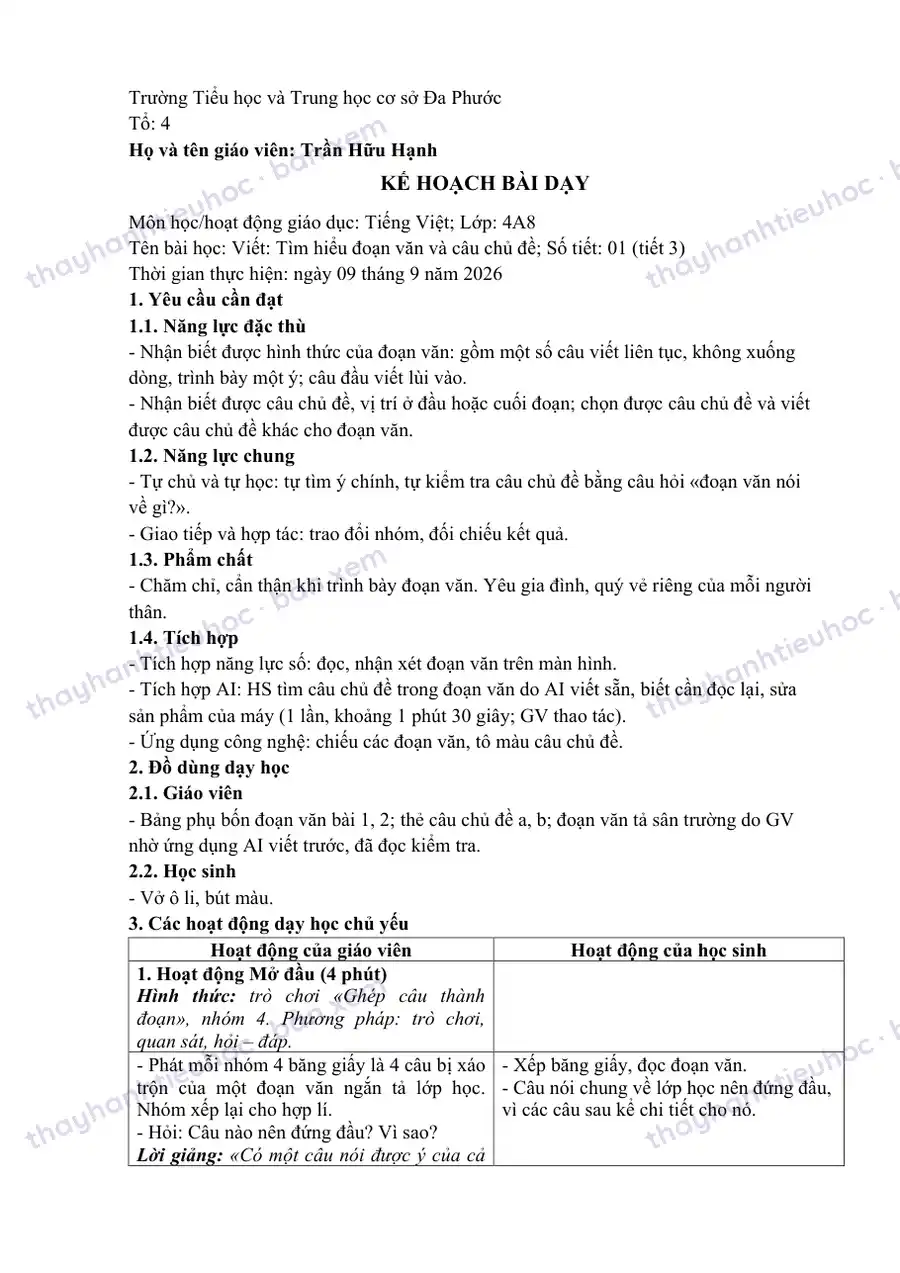 Trường Tiểu học và Trung học cơ sở Đa Phước
Tổ: 4
Họ và tên giáo viên: Trần Hữu Hạnh
KẾ HOẠCH BÀI DẠY
Môn học/hoạt động giáo dục: Tiếng Việt; Lớp: 4A8
Tên bài học: Viết: Tìm hiểu đoạn văn và câu chủ đề; Số tiết: 01 (tiết 3)
Thời gian thực hiện: ngày 09 tháng 9 năm 2026
1. Yêu cầu cần đạt
1.1. Năng lực đặc thù
- Nhận biết được hình thức của đoạn văn: gồm một số câu viết liên tục, không xuống
dòng, trình bày một ý; câu đầu viết lùi vào.
- Nhận biết được câu chủ đề, vị trí ở đầu hoặc cuối đoạn; chọn được câu chủ đề và viết
được câu chủ đề khác cho đoạn văn.
1.2. Năng lực chung
- Tự chủ và tự học: tự tìm ý chính, tự kiểm tra câu chủ đề bằng câu hỏi «đoạn văn nói
về gì?».
- Giao tiếp và hợp tác: trao đổi nhóm, đối chiếu kết quả.
1.3. Phẩm chất
- Chăm chỉ, cẩn thận khi trình bày đoạn văn. Yêu gia đình, quý vẻ riêng của mỗi người
thân.
1.4. Tích hợp
- Tích hợp năng lực số: đọc, nhận xét đoạn văn trên màn hình.
- Tích hợp AI: HS tìm câu chủ đề trong đoạn văn do AI viết sẵn, biết cần đọc lại, sửa
sản phẩm của máy (1 lần, khoảng 1 phút 30 giây; GV thao tác).
- Ứng dụng công nghệ: chiếu các đoạn văn, tô màu câu chủ đề.
2. Đồ dùng dạy học
2.1. Giáo viên
- Bảng phụ bốn đoạn văn bài 1, 2; thẻ câu chủ đề a, b; đoạn văn tả sân trường do GV
nhờ ứng dụng AI viết trước, đã đọc kiểm tra.
2.2. Học sinh
- Vở ô li, bút màu.
3. Các hoạt động dạy học chủ yếu
Hoạt động của giáo viên
Hoạt động của học sinh
1. Hoạt động Mở đầu (4 phút)
Hình thức: trò chơi «Ghép câu thành
đoạn», nhóm 4. Phương pháp: trò chơi,
quan sát, hỏi – đáp.
- Phát mỗi nhóm 4 băng giấy là 4 câu bị xáo
trộn của một đoạn văn ngắn tả lớp học.
Nhóm xếp lại cho hợp lí.
- Hỏi: Câu nào nên đứng đầu? Vì sao?
Lời giảng: «Có một câu nói được ý của cả
- Xếp băng giấy, đọc đoạn văn.
- Câu nói chung về lớp học nên đứng đầu,
vì các câu sau kể chi tiết cho nó.
thayhanhtieuhoc · bản xem
thayhanhtieuhoc · b
thayhanhtieuhoc · bản xem
thayhanhtieuhoc · b
thayhanhtieuhoc · bản xem
thayhanhtieuhoc · b